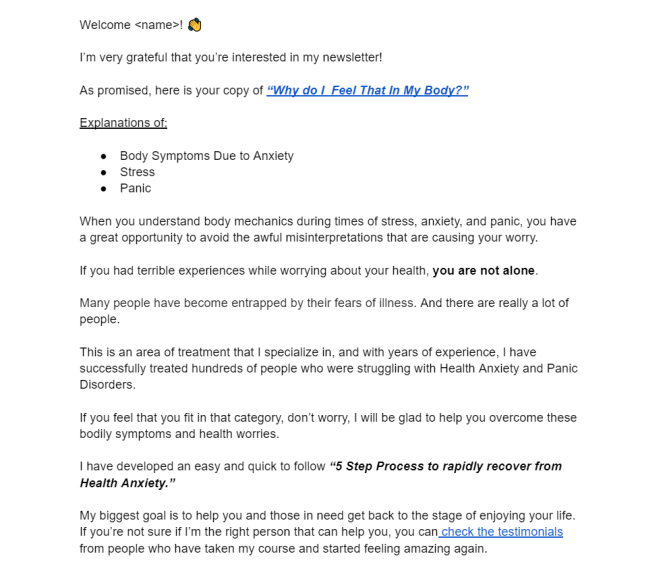 Welcome <name>! 👏
I'm very grateful that you're interested in my newsletter!
As promised, here is your copy of "Why do I Feel That In My Body?"
Explanations of:
● Body Symptoms Due to Anxiety
● Stress
● Panic
When you understand body mechanics during times of stress, anxiety, and panic, you have
a great opportunity to avoid the awful misinterpretations that are causing your worry.
If you had terrible experiences while worrying about your health, you are not alone.
Many people have become entrapped by their fears of illness. And there are really a lot of
people.
This is an area of treatment that I specialize in, and with years of experience, I have
successfully treated hundreds of people who were struggling with Health Anxiety and Panic
Disorders.
If you feel that you fit in that category, don't worry, I will be glad to help you overcome these
bodily symptoms and health worries.
I have developed an easy and quick to follow "5 Step Process to rapidly recover from
Health Anxiety."
My biggest goal is to help you and those in need get back to the stage of enjoying your life.
If you're not sure if I'm the right person that can help you, you can check the testimonials
from people who have taken my course and started feeling amazing again.